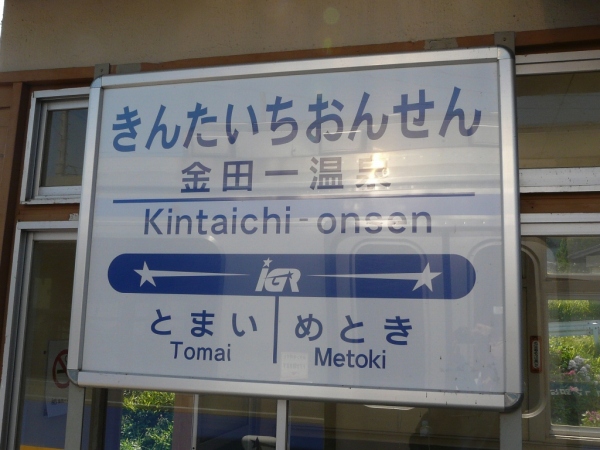 きんたいちおんせん
金田一温泉
Kintaichi-onsen
IGR
とまい めとき
Tomai Metoki